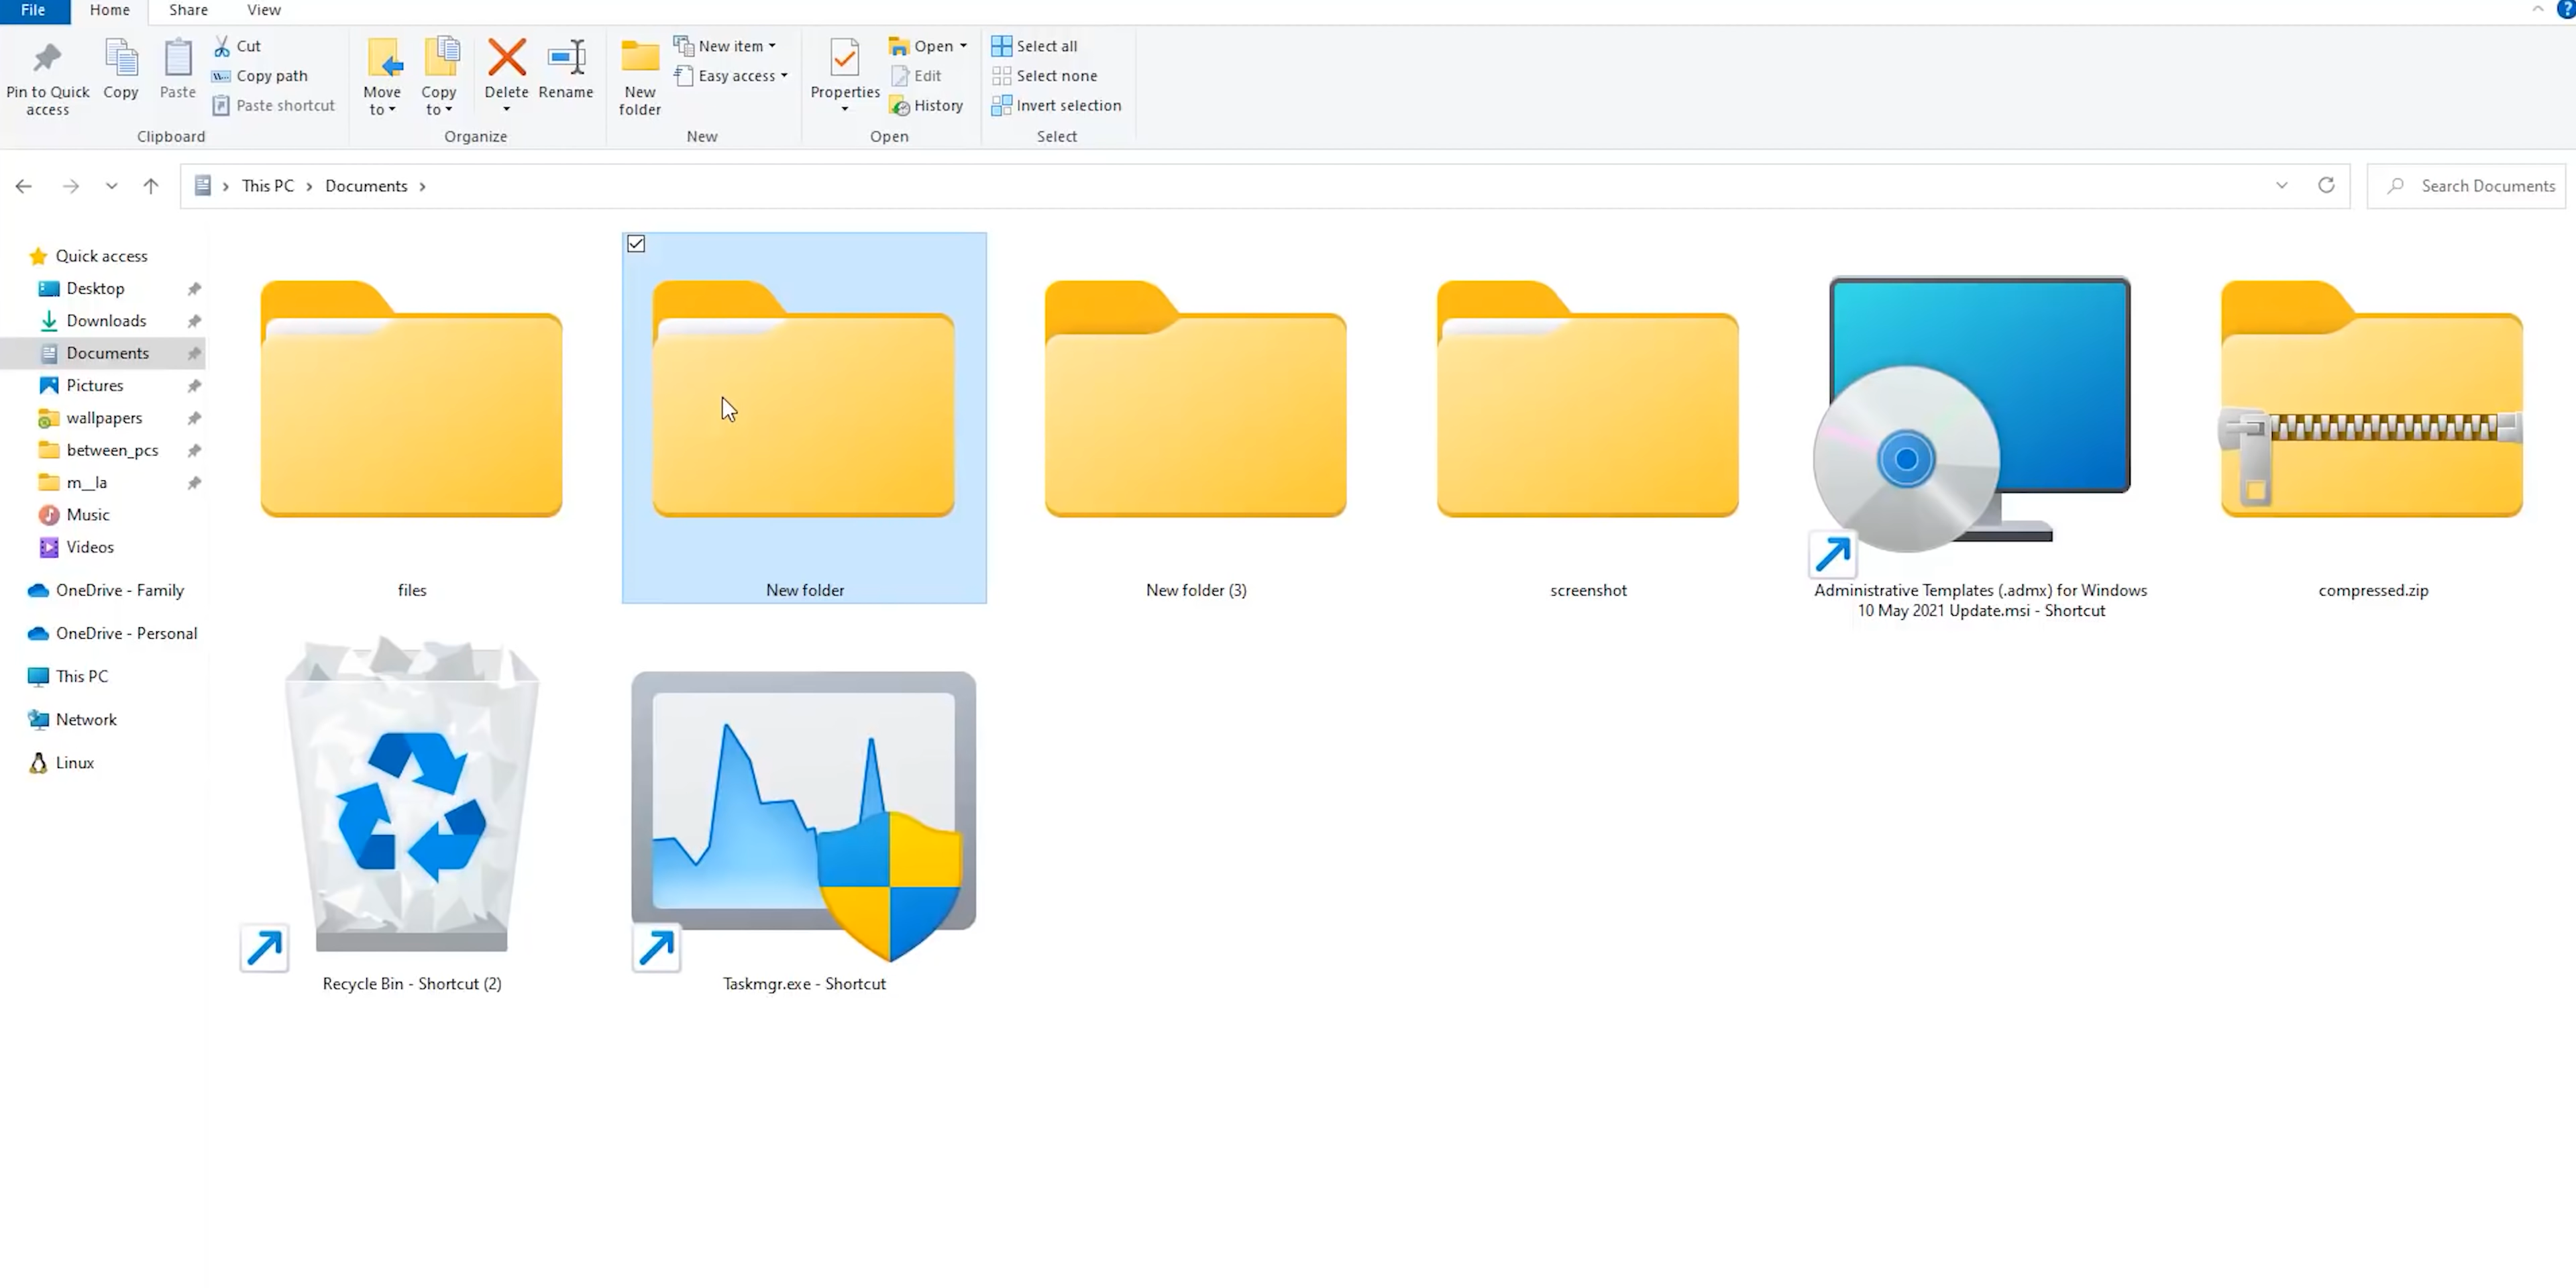 File Home Share View
Pin to Quick access
Copy
Paste
Cut
Copy path
Paste shortcut
Clipboard
Move to
Copy to
Delete
Rename
Organize
New folder
New item
Easy access
New
Properties
Open
Edit
History
Open
Select all
Select none
Invert selection
Select
This PC › Documents ›
Search Documents
Quick access
Desktop
Downloads
Documents
Pictures
wallpapers
between_pcs
m__la
Music
Videos
OneDrive - Family
OneDrive - Personal
This PC
Network
Linux
files
New folder
New folder (3)
screenshot
Administrative Templates (.admx) for Windows
10 May 2021 Update.msi - Shortcut
compressed.zip
Recycle Bin - Shortcut (2)
Taskmgr.exe - Shortcut